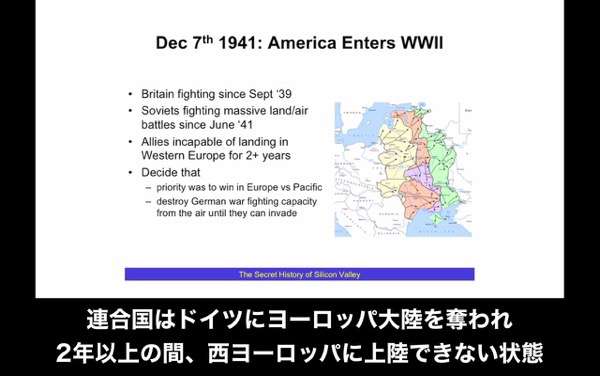 Dec 7th 1941: America Enters WWII
• Britain fighting since Sept ‘39
• Soviets fighting massive land/air
battles since June ‘41
• Allies incapable of landing in
Western Europe for 2+ years
• Decide that
– priority was to win in Europe vs Pacific
– destroy German war fighting capacity
from the air until they can invade
The Secret History of Silicon Valley
連合国はドイツにヨーロッパ大陸を奪われ
2年以上の間、西ヨーロッパに上陸できない状態